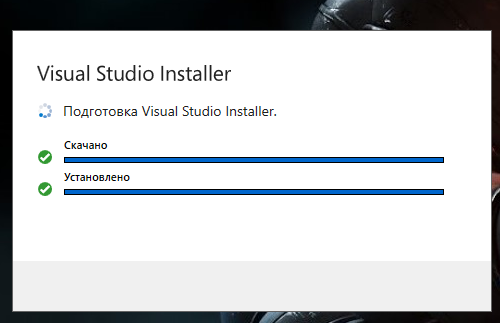 Visual Studio Installer
Подготовка Visual Studio Installer.
Скачано
Установлено